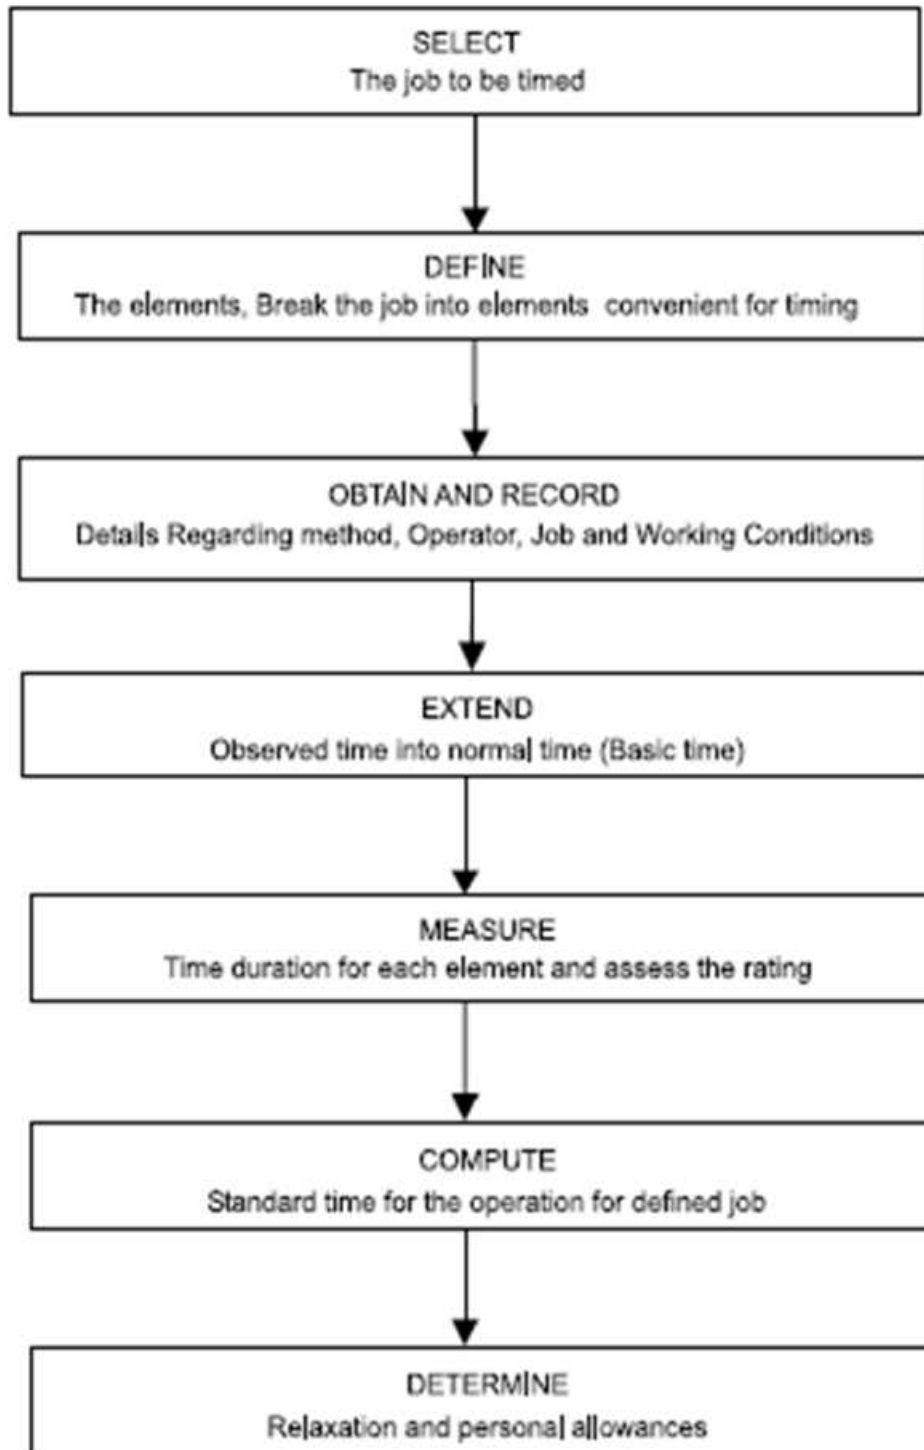 SELECT
The job to be timed
DEFINE
The elements, Break the job into elements convenient for timing
OBTAIN AND RECORD
Details Regarding method, Operator, Job and Working Conditions
EXTEND
Observed time into normal time (Basic time)
MEASURE
Time duration for each element and assess the rating
COMPUTE
Standard time for the operation for defined job
DETERMINE
Relaxation and personal allowances